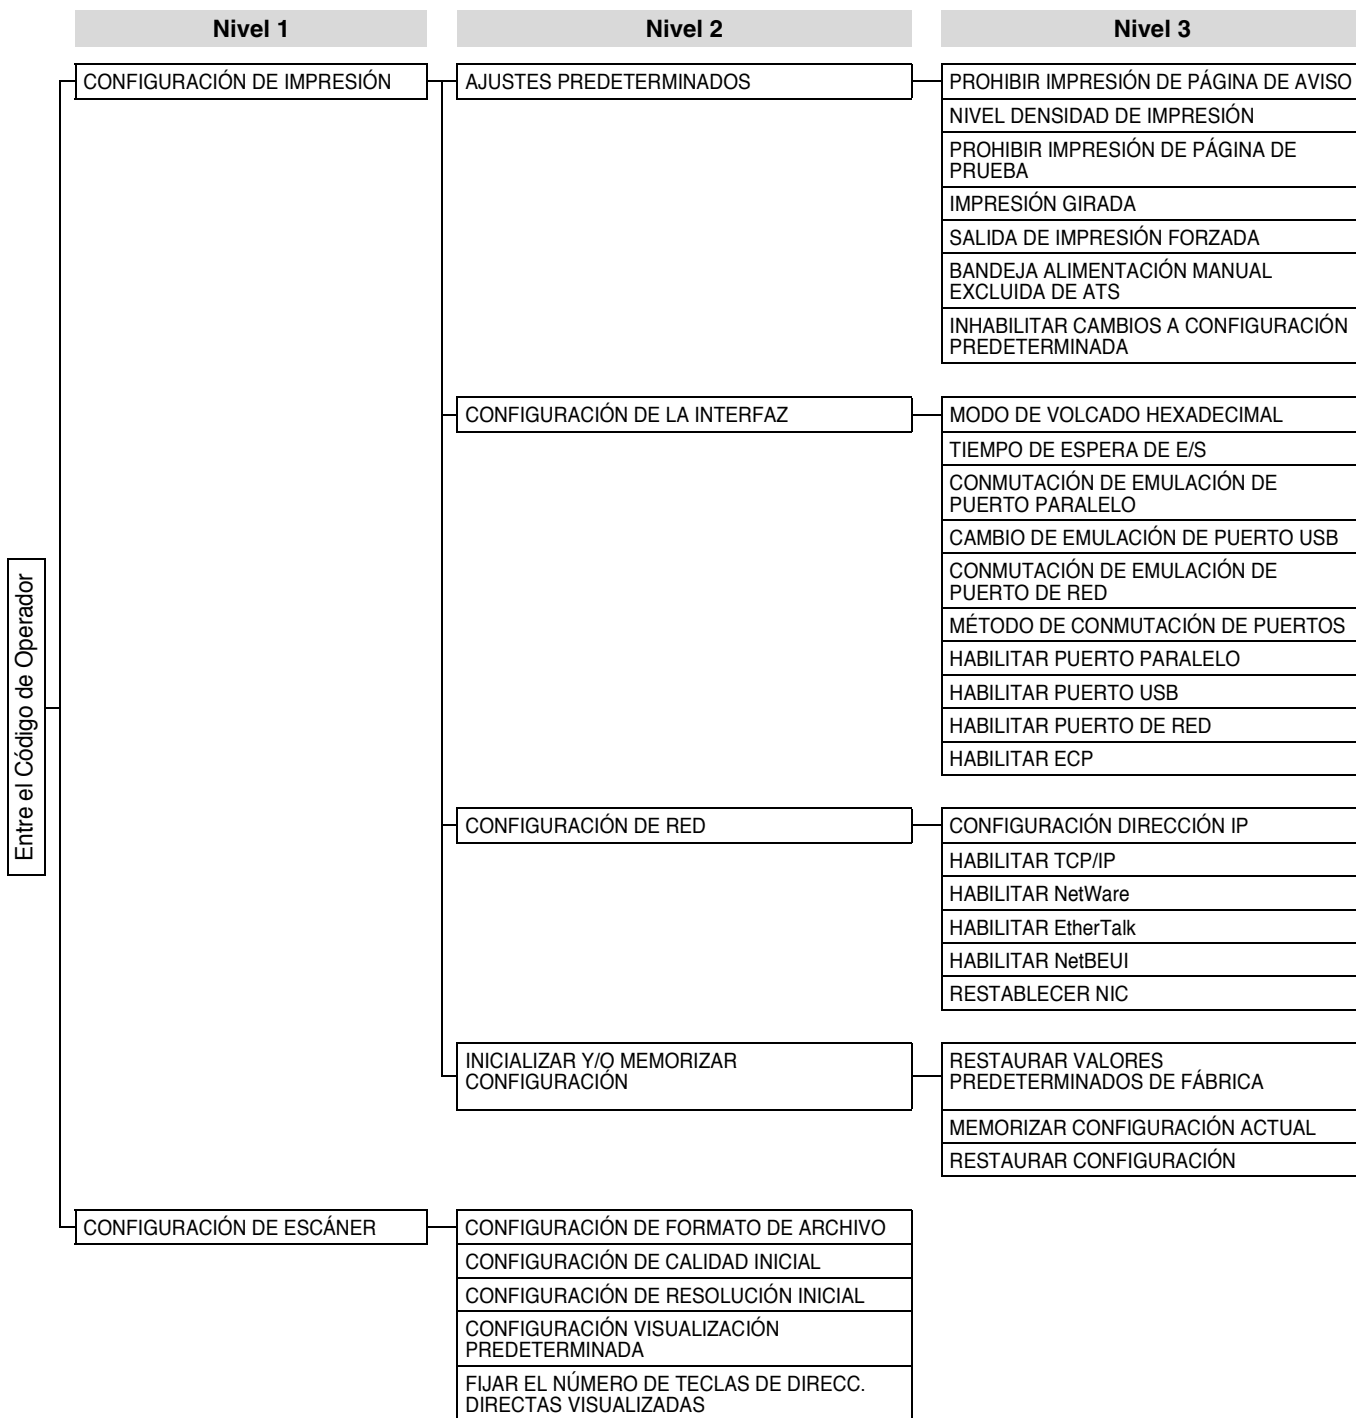 Nivel 1
Nivel 2
Nivel 3
Entre el Código de Operador
CONFIGURACIÓN DE IMPRESIÓN
AJUSTES PREDETERMINADOS
PROHIBIR IMPRESIÓN DE PÁGINA DE AVISO
NIVEL DENSIDAD DE IMPRESIÓN
PROHIBIR IMPRESIÓN DE PÁGINA DE
PRUEBA
IMPRESIÓN GIRADA
SALIDA DE IMPRESIÓN FORZADA
BANDEJA ALIMENTACIÓN MANUAL
EXCLUIDA DE ATS
INHABILITAR CAMBIOS A CONFIGURACIÓN
PREDETERMINADA
CONFIGURACIÓN DE LA INTERFAZ
MODO DE VOLCADO HEXADECIMAL
TIEMPO DE ESPERA DE E/S
CONMUTACIÓN DE EMULACIÓN DE
PUERTO PARALELO
CAMBIO DE EMULACIÓN DE PUERTO USB
CONMUTACIÓN DE EMULACIÓN DE
PUERTO DE RED
MÉTODO DE CONMUTACIÓN DE PUERTOS
HABILITAR PUERTO PARALELO
HABILITAR PUERTO USB
HABILITAR PUERTO DE RED
HABILITAR ECP
CONFIGURACIÓN DE RED
CONFIGURACIÓN DIRECCIÓN IP
HABILITAR TCP/IP
HABILITAR NetWare
HABILITAR EtherTalk
HABILITAR NetBEUI
RESTABLECER NIC
INICIALIZAR Y/O MEMORIZAR
CONFIGURACIÓN
RESTAURAR VALORES
PREDETERMINADOS DE FÁBRICA
MEMORIZAR CONFIGURACIÓN ACTUAL
RESTAURAR CONFIGURACIÓN
CONFIGURACIÓN DE ESCÁNER
CONFIGURACIÓN DE FORMATO DE ARCHIVO
CONFIGURACIÓN DE CALIDAD INICIAL
CONFIGURACIÓN DE RESOLUCIÓN INICIAL
CONFIGURACIÓN VISUALIZACIÓN
PREDETERMINADA
FIJAR EL NÚMERO DE TECLAS DE DIRECC.
DIRECTAS VISUALIZADAS